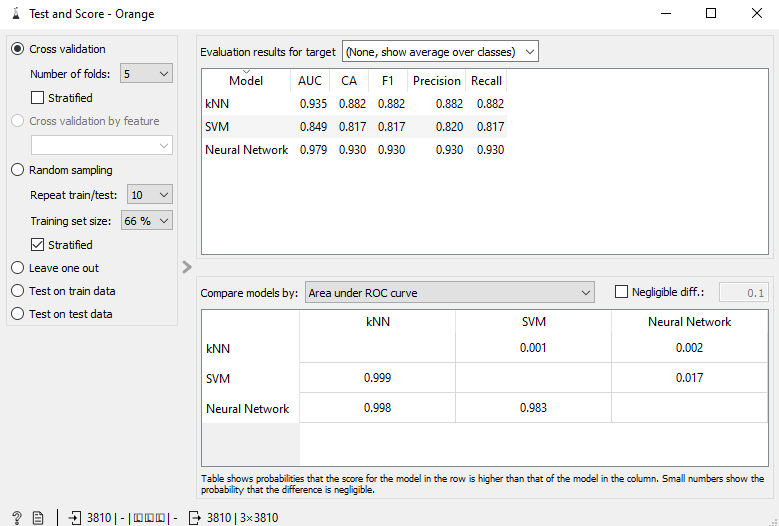 Test and Score - Orange
Cross validation
Number of folds: 5
Stratified
Cross validation by feature
Random sampling
Repeat train/test: 10
Training set size: 66 %
Stratified
Leave one out
Test on train data
Test on test data
Evaluation results for target (None, show average over classes)
Model AUC CA F1 Precision Recall
kNN 0.935 0.882 0.882 0.882 0.882
SVM 0.849 0.817 0.817 0.820 0.817
Neural Network 0.979 0.930 0.930 0.930 0.930
Compare models by: Area under ROC curve Negligible diff.: 0.1
kNN SVM Neural Network
kNN 0.001 0.002
SVM 0.999 0.017
Neural Network 0.998 0.983
Table shows probabilities that the score for the model in the row is higher than that of the model in the column. Small numbers show the
probability that the difference is negligible.
3810 | - | | - 3810 | 3×3810